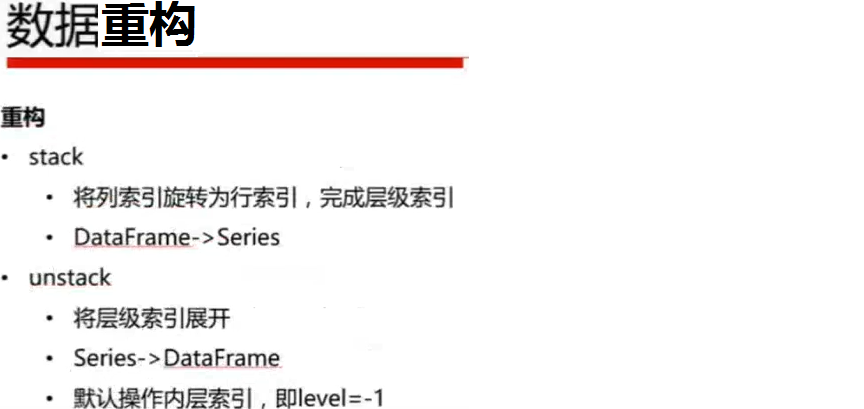 数据重构
重构
• stack
• 将列索引旋转为行索引，完成层级索引
• DataFrame->Series
• unstack
• 将层级索引展开
• Series->DataFrame
• 默认操作内层索引，即level=-1